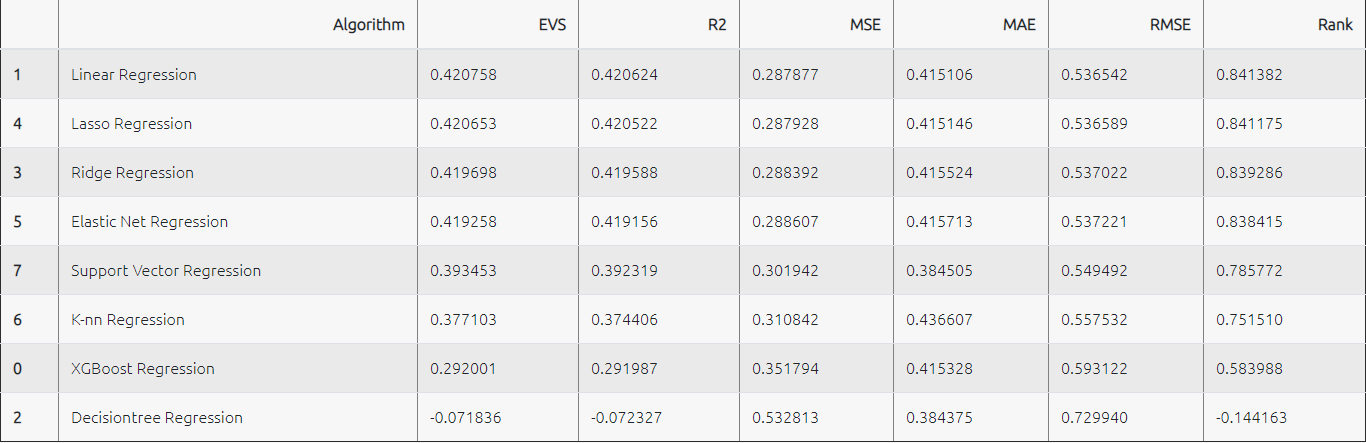 Algorithm EVS R2 MSE MAE RMSE Rank
1 Linear Regression 0.420758 0.420624 0.287877 0.415106 0.536542 0.841382
4 Lasso Regression 0.420653 0.420522 0.287928 0.415146 0.536589 0.841175
3 Ridge Regression 0.419698 0.419588 0.288392 0.415524 0.537022 0.839286
5 Elastic Net Regression 0.419258 0.419156 0.288607 0.415713 0.537221 0.838415
7 Support Vector Regression 0.393453 0.392319 0.301942 0.384505 0.549492 0.785772
6 K-nn Regression 0.377103 0.374406 0.310842 0.436607 0.557532 0.751510
0 XGBoost Regression 0.292001 0.291987 0.351794 0.415328 0.593122 0.583988
2 Decisiontree Regression -0.071836 -0.072327 0.532813 0.384375 0.729940 -0.144163